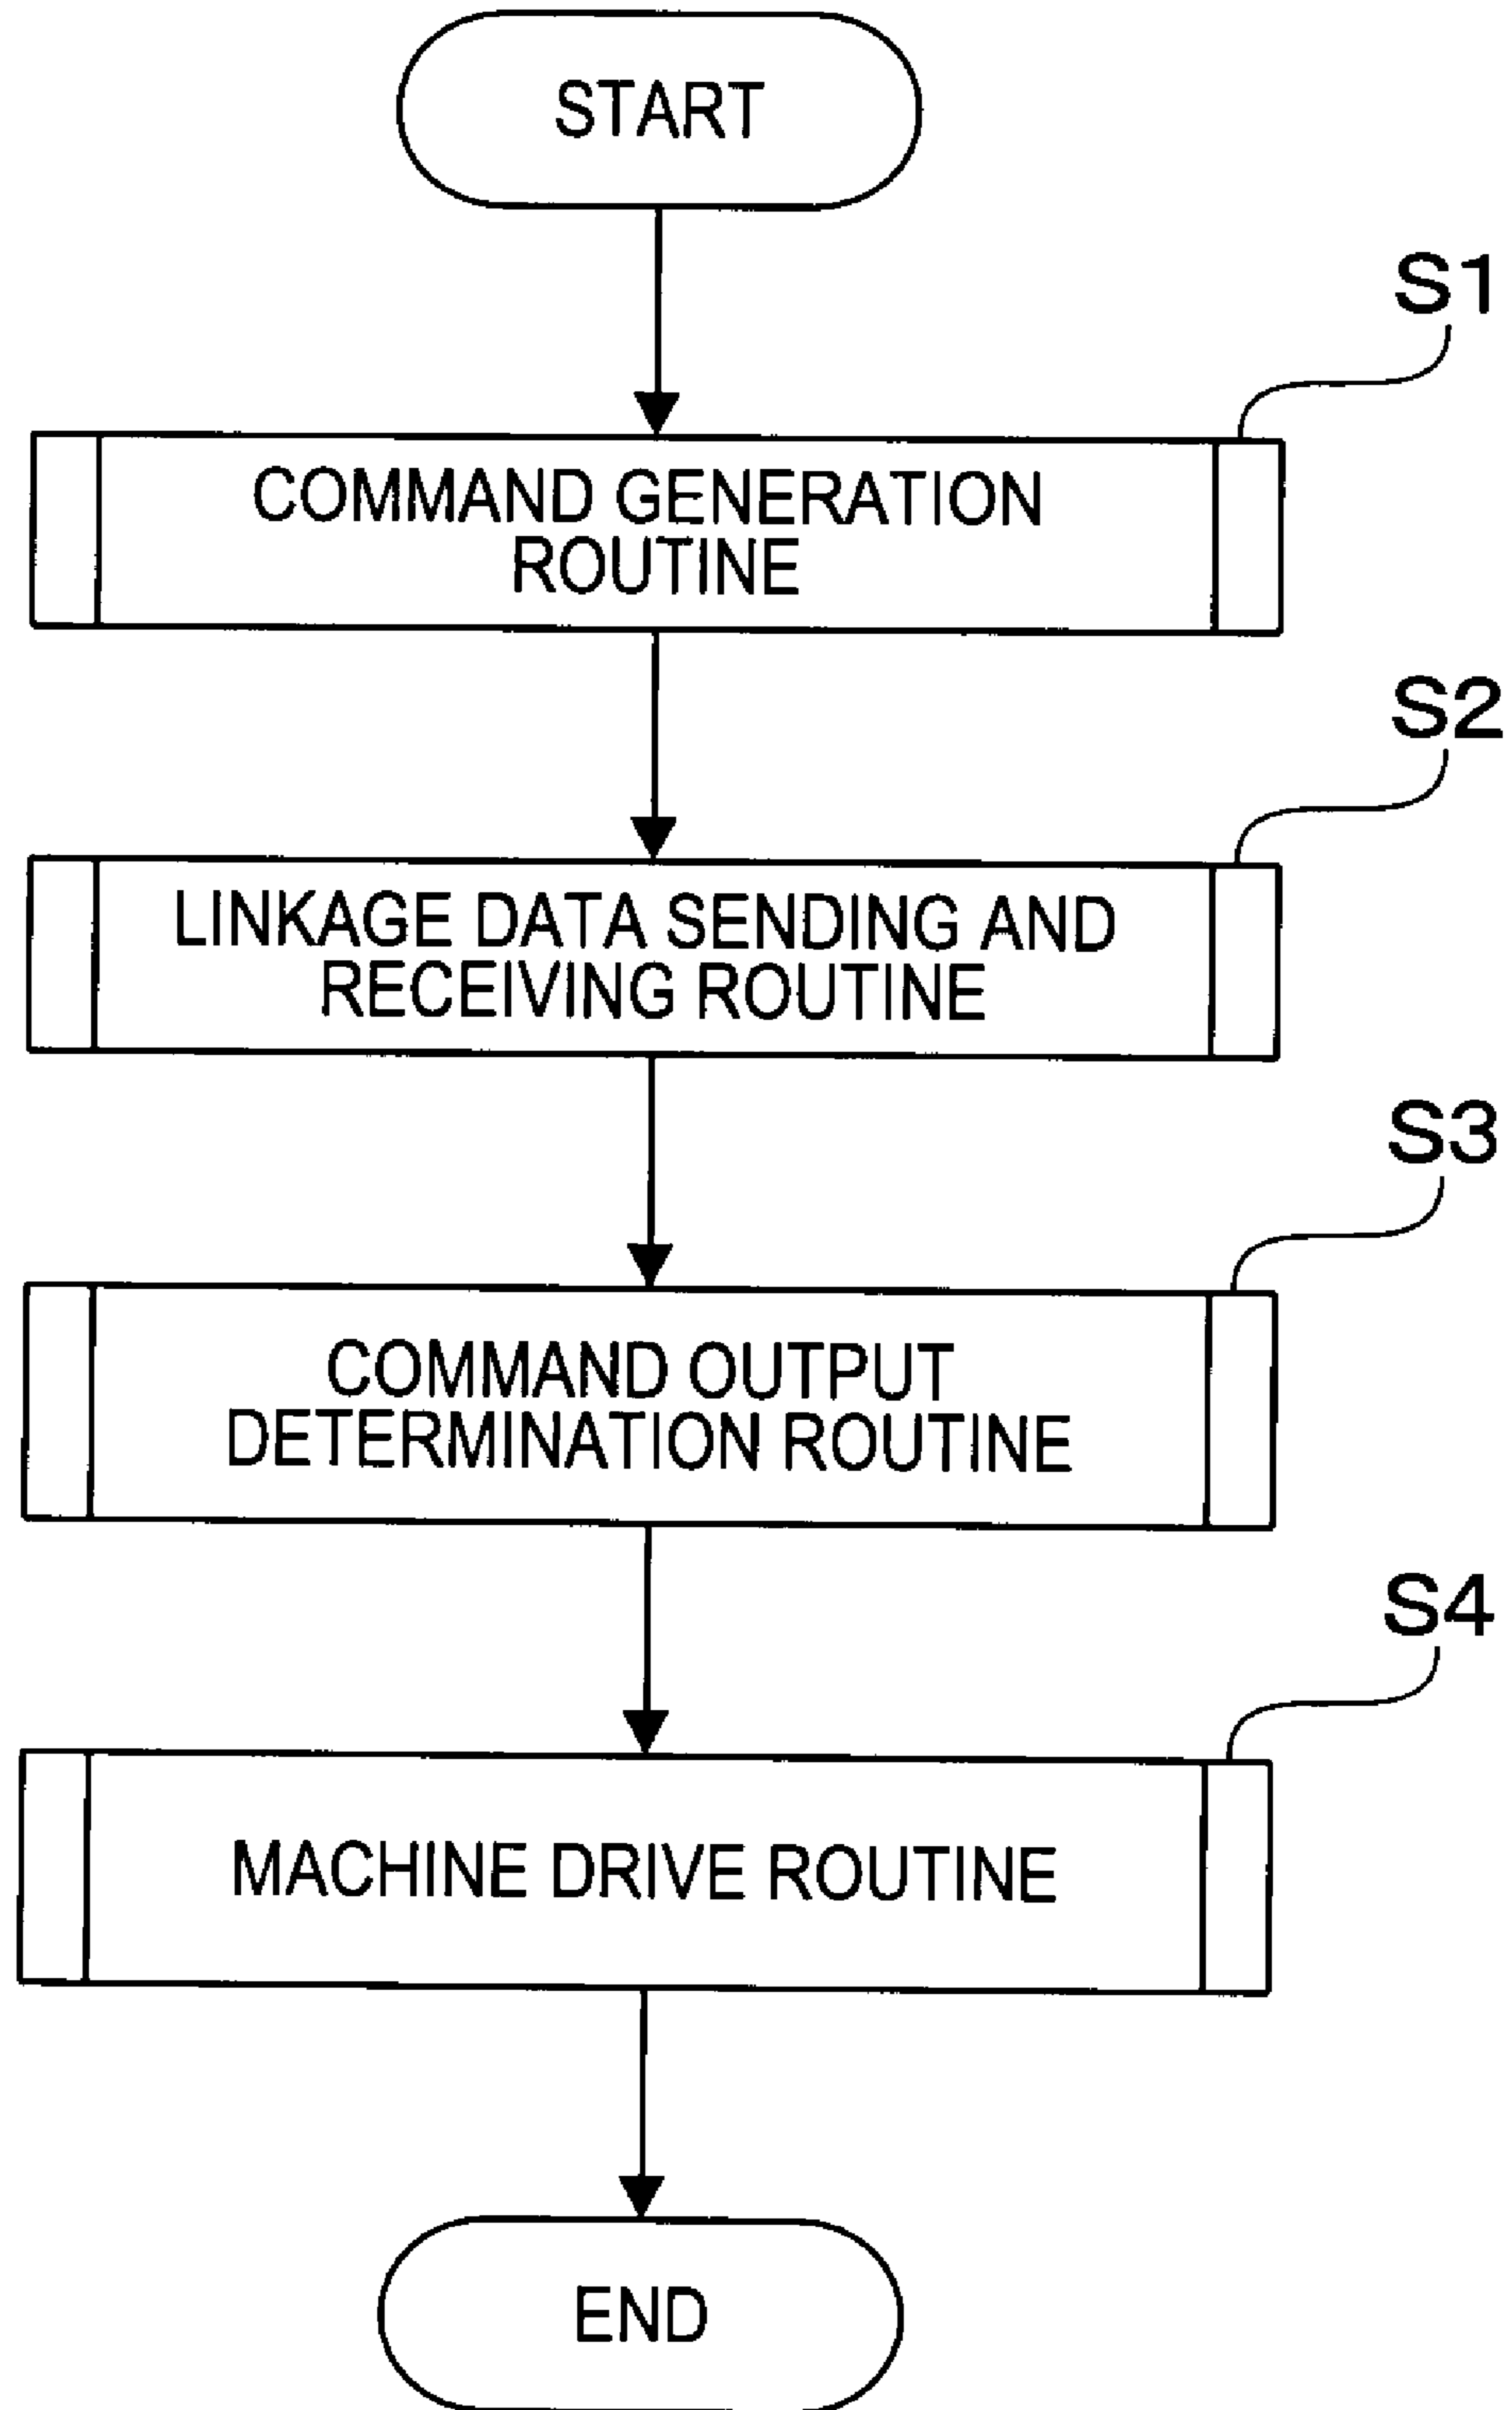 START
S1
COMMAND GENERATION
ROUTINE
S2
LINKAGE DATA SENDING AND
RECEIVING ROUTINE
S3
COMMAND OUTPUT
DETERMINATION ROUTINE
S4
MACHINE DRIVE ROUTINE
END